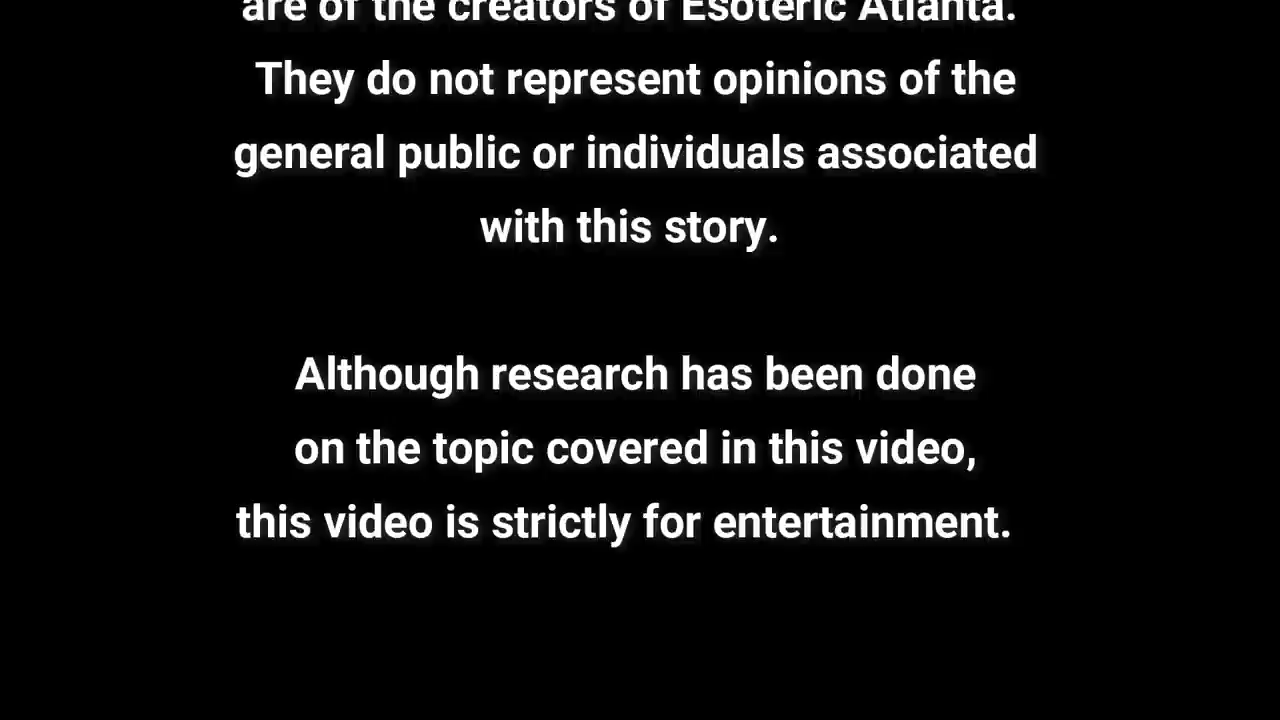 are of the creators of Esoteric Atlanta.
They do not represent opinions of the
general public or individuals associated
with this story.
Although research has been done
on the topic covered in this video,
this video is strictly for entertainment.